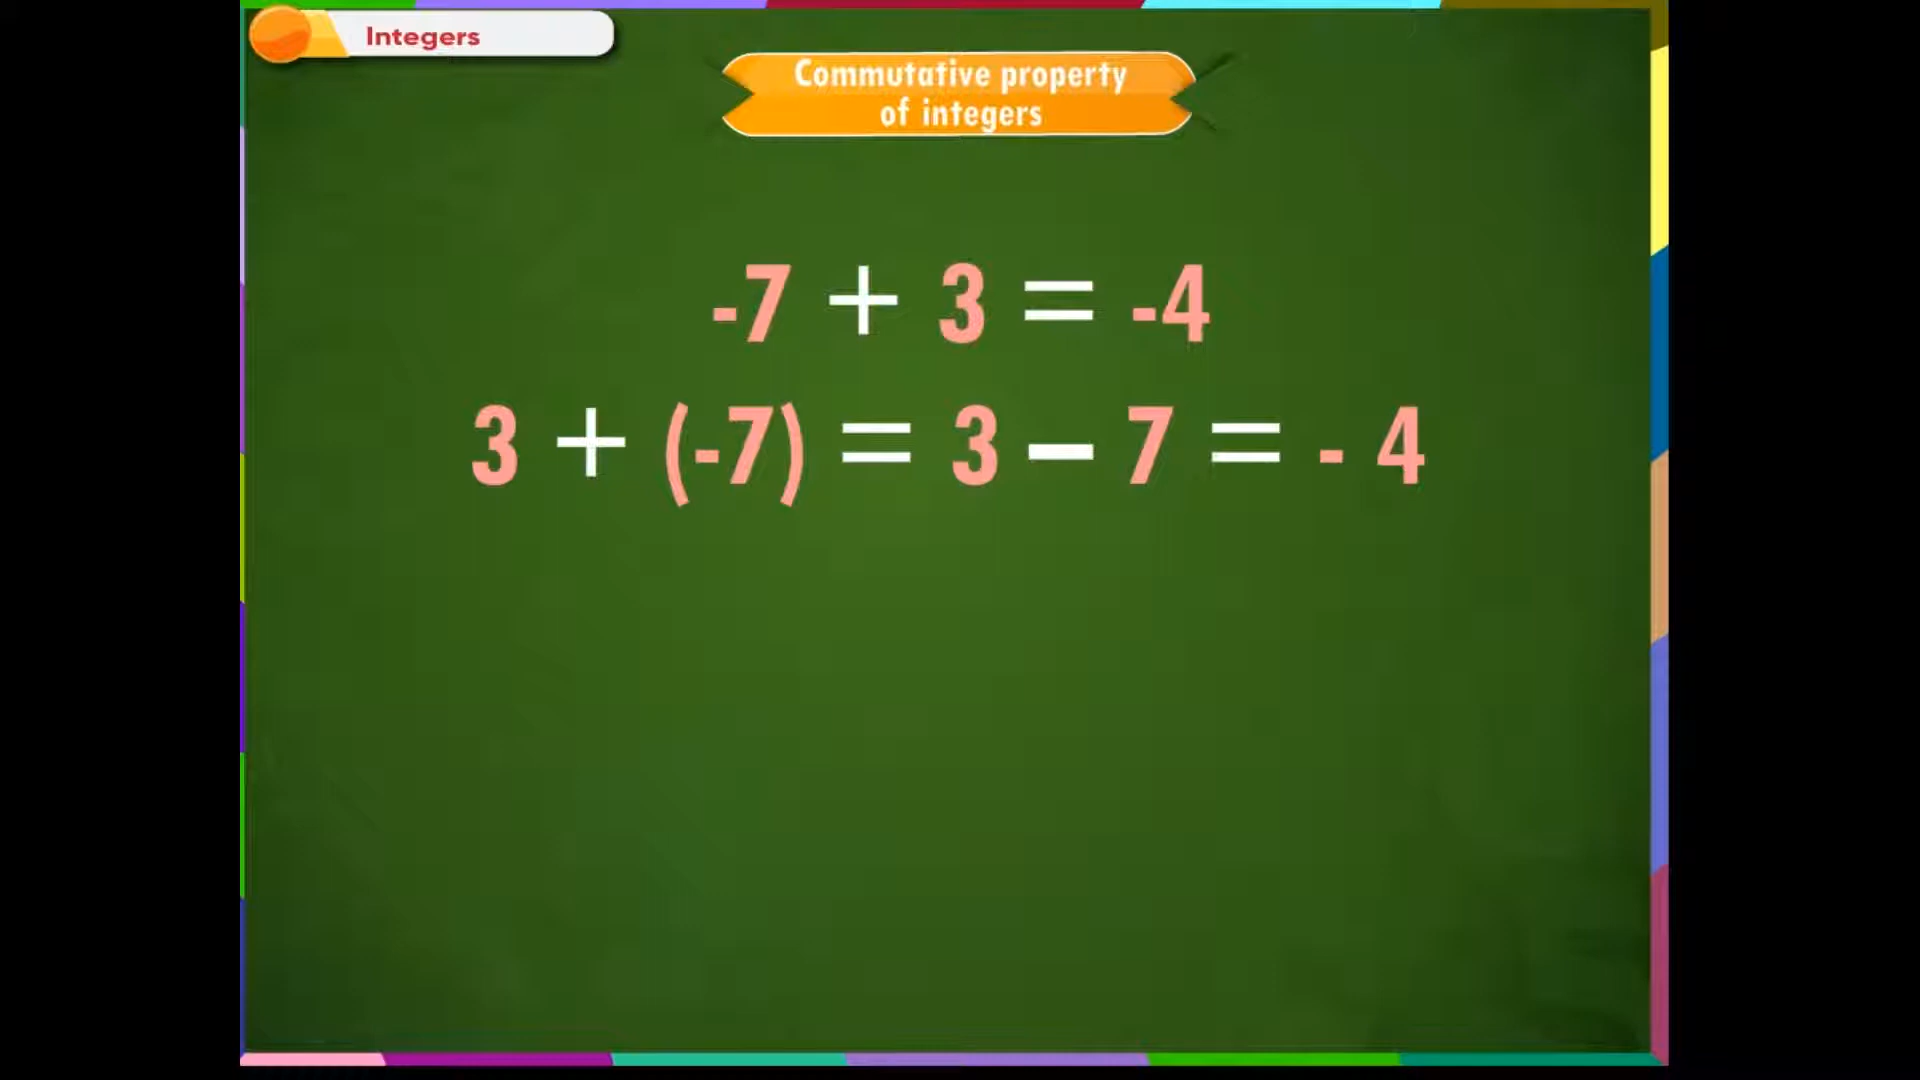 Integers
Commutative property
of integers
-7 + 3 = -4
3 + (-7) = 3 – 7 = - 4